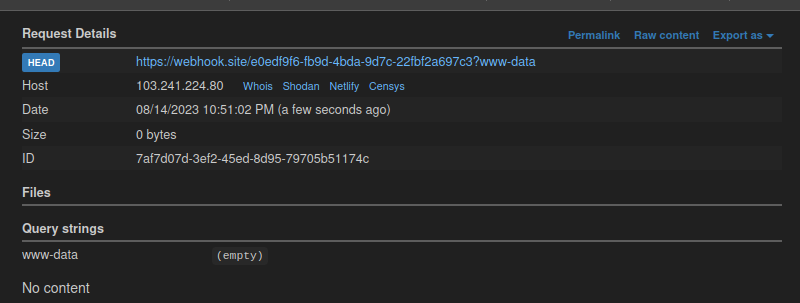 Request Details Permalink Raw content Export as
HEAD https://webhook.site/e0edf9f6-fb9d-4bda-9d7c-22fbf2a697c3?www-data
Host 103.241.224.80 Whois Shodan Netlify Censys
Date 08/14/2023 10:51:02 PM (a few seconds ago)
Size 0 bytes
ID 7af7d07d-3ef2-45ed-8d95-79705b51174c
Files
Query strings
www-data (empty)
No content